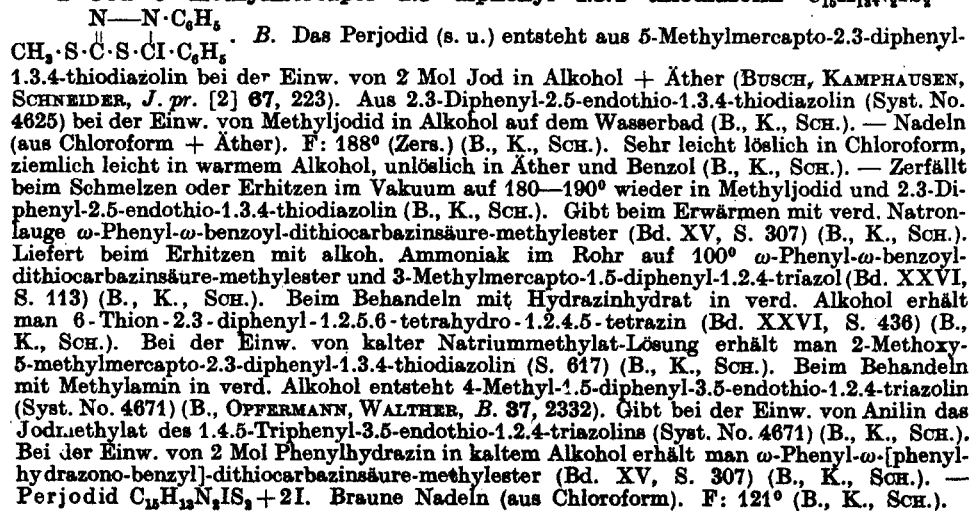 N——N·C₆H₅
CH₃·S·C·S·CI·C₆H₅ . B. Das Perjodid (s. u.) entsteht aus 5-Methylmercapto-2.3-diphenyl-
1.3.4-thiodiazolin bei der Einw. von 2 Mol Jod in Alkohol + Äther (BUSCH, KAMPHAUSEN,
SCHNEIDER, J. pr. [2] 67, 223). Aus 2.3-Diphenyl-2.5-endothio-1.3.4-thiodiazolin (Syst. No.
4625) bei der Einw. von Methyljodid in Alkohol auf dem Wasserbad (B., K., SCH.). — Nadeln
(aus Chloroform + Äther). F: 188° (Zers.) (B., K., SCH.). Sehr leicht löslich in Chloroform,
ziemlich leicht in warmem Alkohol, unlöslich in Äther und Benzol (B., K., SCH.). — Zerfällt
beim Schmelzen oder Erhitzen im Vakuum auf 180—190° wieder in Methyljodid und 2.3-Di-
phenyl-2.5-endothio-1.3.4-thiodiazolin (B., K., SCH.). Gibt beim Erwärmen mit verd. Natron-
lauge ω-Phenyl-ω-benzoyl-dithiocarbazinsäure-methylester (Bd. XV, S. 307) (B., K., SCH.).
Liefert beim Erhitzen mit alkoh. Ammoniak im Rohr auf 100° ω-Phenyl-ω-benzoyl-
dithiocarbazinsäure-methylester und 3-Methylmercapto-1.5-diphenyl-1.2.4-triazol (Bd. XXVI,
S. 113) (B., K., SCH.). Beim Behandeln mit Hydrazinhydrat in verd. Alkohol erhält
man 6-Thion-2.3-diphenyl-1.2.5.6-tetrahydro-1.2.4.5-tetrazin (Bd. XXVI, S. 436) (B.,
K., SCH.). Bei der Einw. von kalter Natriummethylat-Lösung erhält man 2-Methoxy-
5-methylmercapto-2.3-diphenyl-1.3.4-thiodiazolin (S. 617) (B., K., SCH.). Beim Behandeln
mit Methylamin in verd. Alkohol entsteht 4-Methyl-1.5-diphenyl-3.5-endothio-1.2.4-triazolin
(Syst. No. 4671) (B., OPFERMANN, WALTHER, B. 37, 2332). Gibt bei der Einw. von Anilin das
Jodmethylat des 1.4.5-Triphenyl-3.5-endothio-1.2.4-triazolins (Syst. No. 4671) (B., K., SCH.).
Bei der Einw. von 2 Mol Phenylhydrazin in kaltem Alkohol erhält man ω-Phenyl-ω-[phenyl-
hydrazono-benzyl]-dithiocarbazinsäure-methylester (Bd. XV, S. 307) (B., K., SCH.). —
Perjodid C₁₅H₁₃N₂IS₂ + 2I. Braune Nadeln (aus Chloroform). F: 121° (B., K., SCH.).